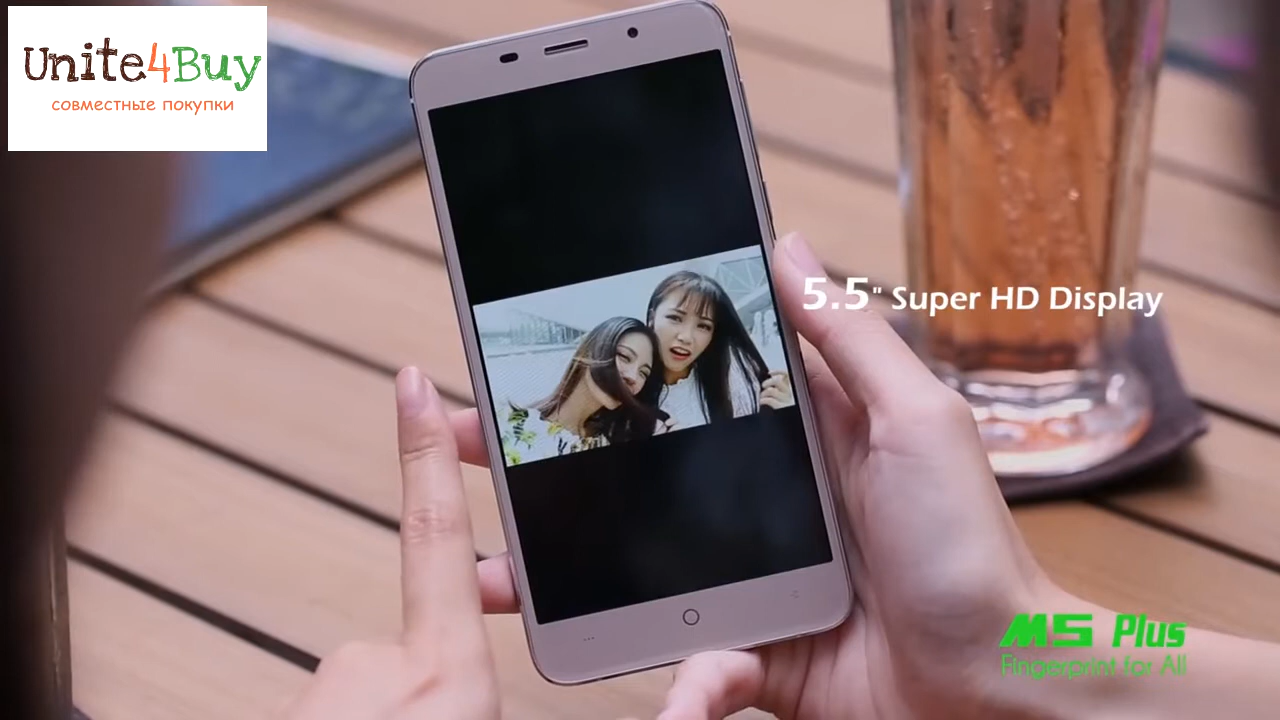 Unite4Buy
совместные покупки
5.5" Super HD Display
M5 Plus
Fingerprint for All